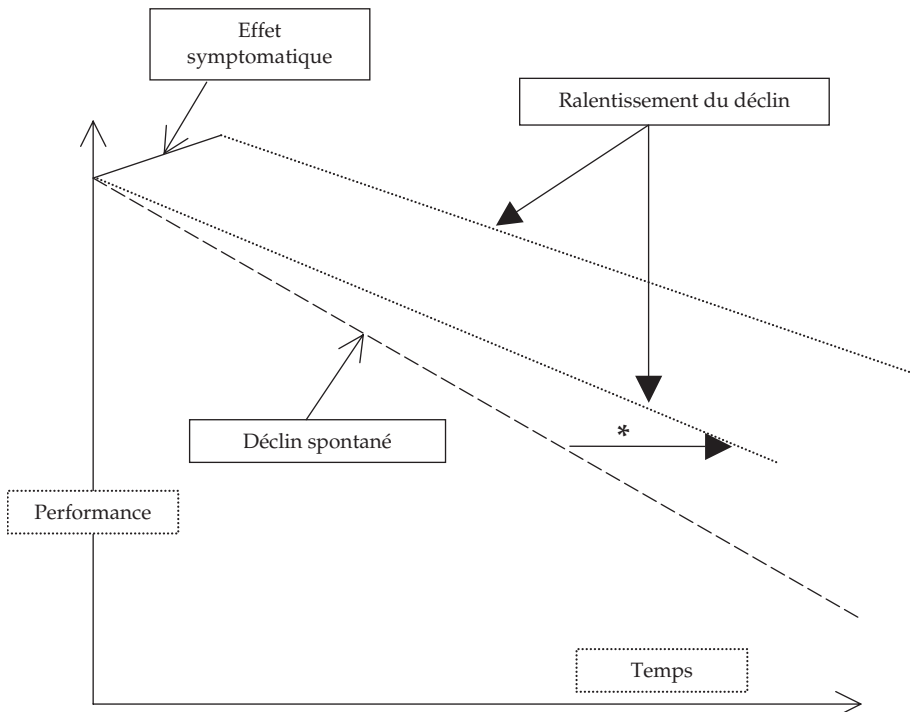 Effet
symptomatique
Ralentissement du déclin
*
Déclin spontané
Performance
Temps